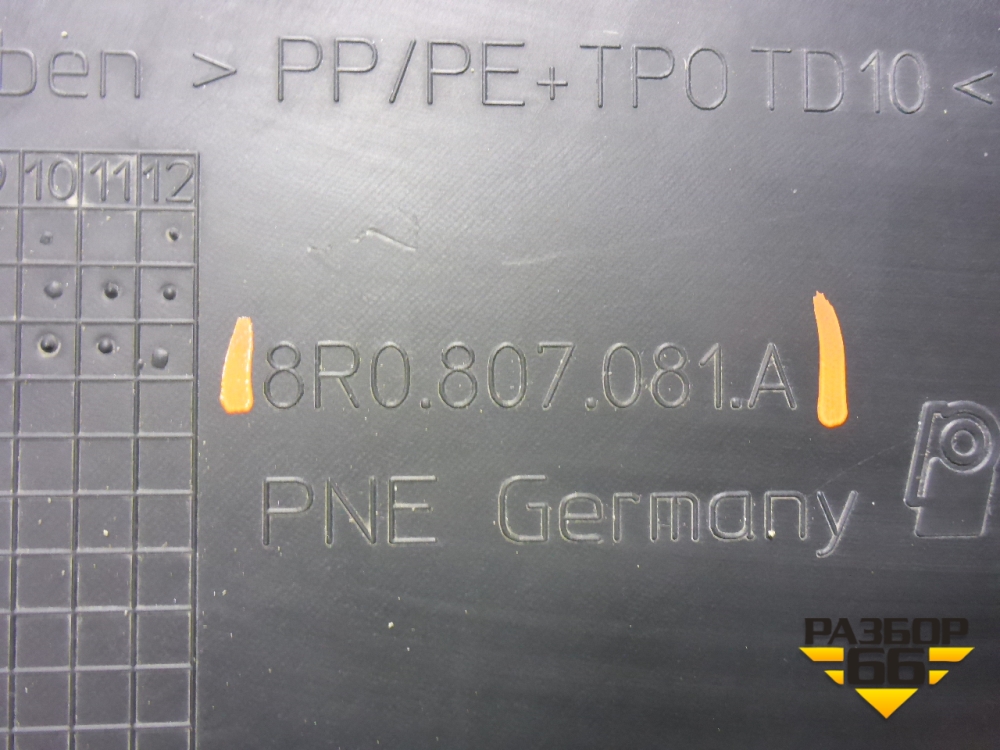 ben > PP/PE+TPO TD10 <
10 11 12
8R0.807.081.A
PNE Germany
РАЗБОР
66